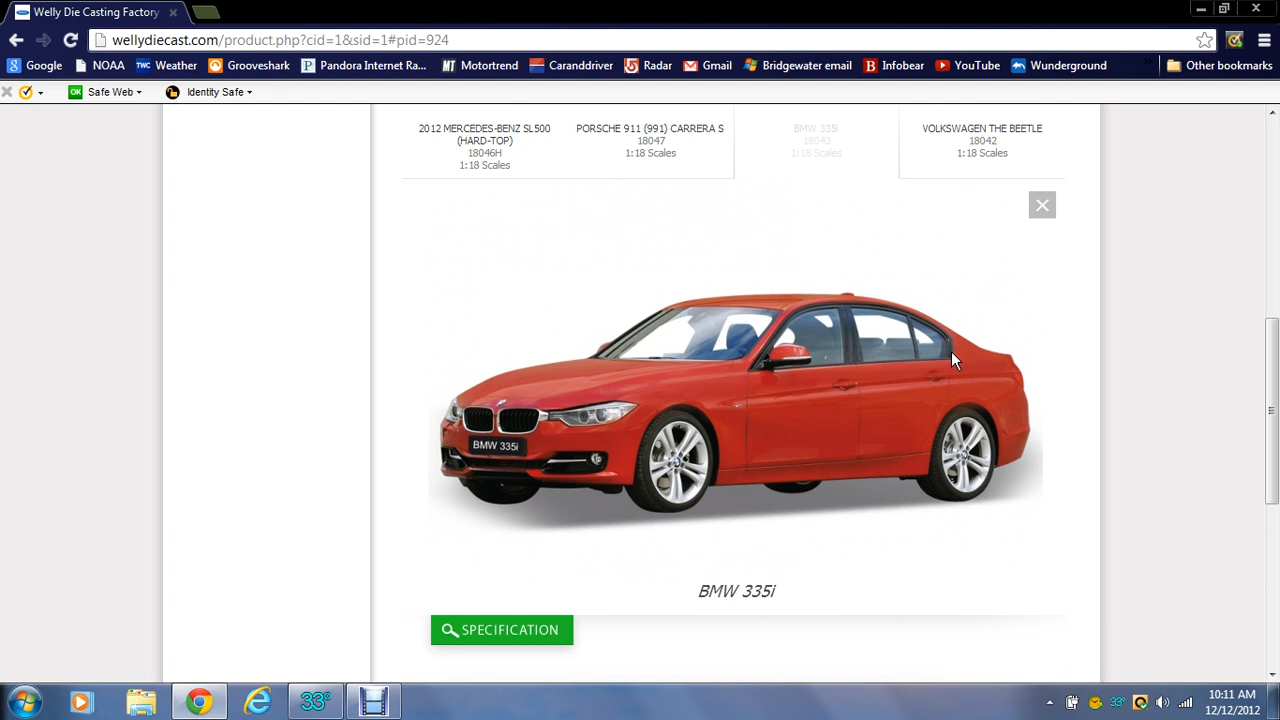 Welly Die Casting Factory
wellydiecast.com/product.php?cid=1&sid=1#pid=924
Google NOAA Weather Grooveshark Pandora Internet Ra... Motortrend Caranddriver Radar Gmail Bridgewater email Infobear YouTube Wunderground Other bookmarks
OK Safe Web Identity Safe
2012 MERCEDES-BENZ SL500
(HARD-TOP)
18046H
1:18 Scales
PORSCHE 911 (991) CARRERA S
18047
1:18 Scales
BMW 335i
18043
1:18 Scales
VOLKSWAGEN THE BEETLE
18042
1:18 Scales
BMW 335i
BMW 335i
SPECIFICATION
33°
33°
10:11 AM
12/12/2012